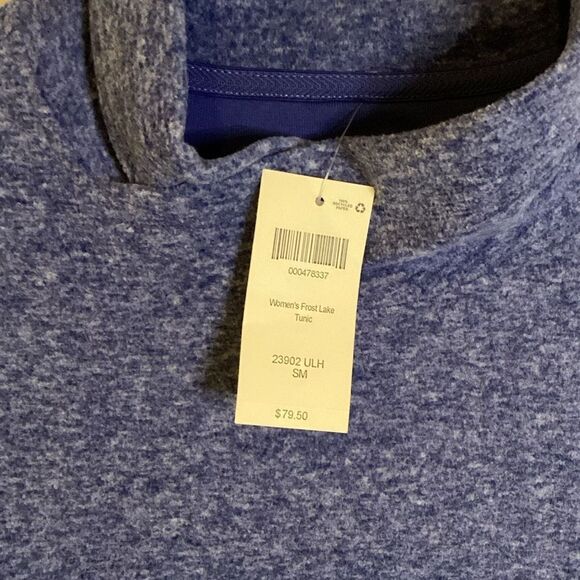 100%
RECYCLED
PAPER
000478337
Women's Frost Lake
Tunic
23902 ULH
SM
$79.50